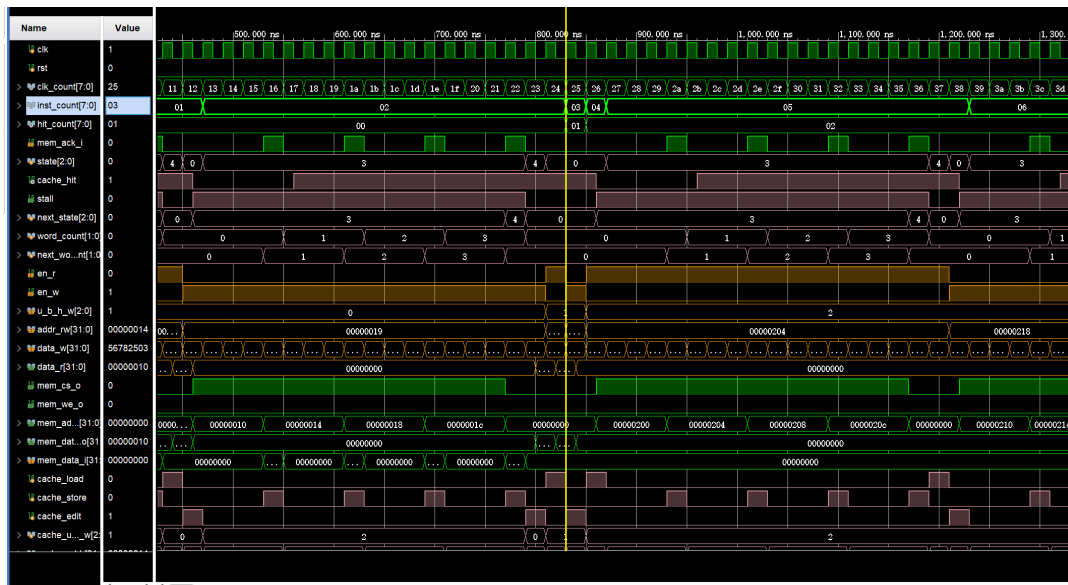 Name Value
500.000 ns 600.000 ns 700.000 ns 800.000 ns 900.000 ns 1,000.000 ns 1,100.000 ns 1,200.000 ns 1,300.
clk 1
rst 0
clk_count[7:0] 25 11 12 13 14 15 16 17 18 19 1a 1b 1c 1d 1e 1f 20 21 22 23 24 25 26 27 28 29 2a 2b 2c 2d 2e 2f 30 31 32 33 34 35 36 37 38 39 3a 3b 3c 3d
inst_count[7:0] 03 01 02 03 04 05 06
hit_count[7:0] 01 00 01 02
mem_ack_i 0
state[2:0] 0 4 0 3 4 0 3 4 0 3
cache_hit 1
stall 0
next_state[2:0] 0 0 3 4 0 3 4 0 3
word_count[1:0 0 0 1 2 3 0 1 2 3 0 1
next_wo...nt[1:0 0 0 1 2 3 0 1 2 3 0 1
en_r 0
en_w 1
u_b_h_w[2:0] 1 0 1 2
addr_rw[31:0] 00000014 00... 00000019 ... ... 00000204 00000218
data_w[31:0] 56782503 ... ... ... ... ... ... ... ... ... ... ... ... ... ... ... ... ... ... ... ... ... ... ... ... ... ... ... ... ... ... ... ... ... ... ... ... ... ... ... ... ... ... ... ... ...
data_r[31:0] 00000010 ... ... 00000000 ... ... 00000000
mem_cs_o 0
mem_we_o 0
mem_ad...[31:0 00000000 0000... 00000010 00000014 00000018 0000001c 00000000 00000200 00000204 00000208 0000020c 00000000 00000210 0000021
mem_dat...o[31 00000010 ... ... 00000000 ... ... 00000000
mem_data_i[31: 00000000 00000000 ... 00000000 ... 00000000 ... 00000000 ... 00000000
cache_load 0
cache_store 0
cache_edit 1
cache_u..._w[2: 1 0 2 0 1 2